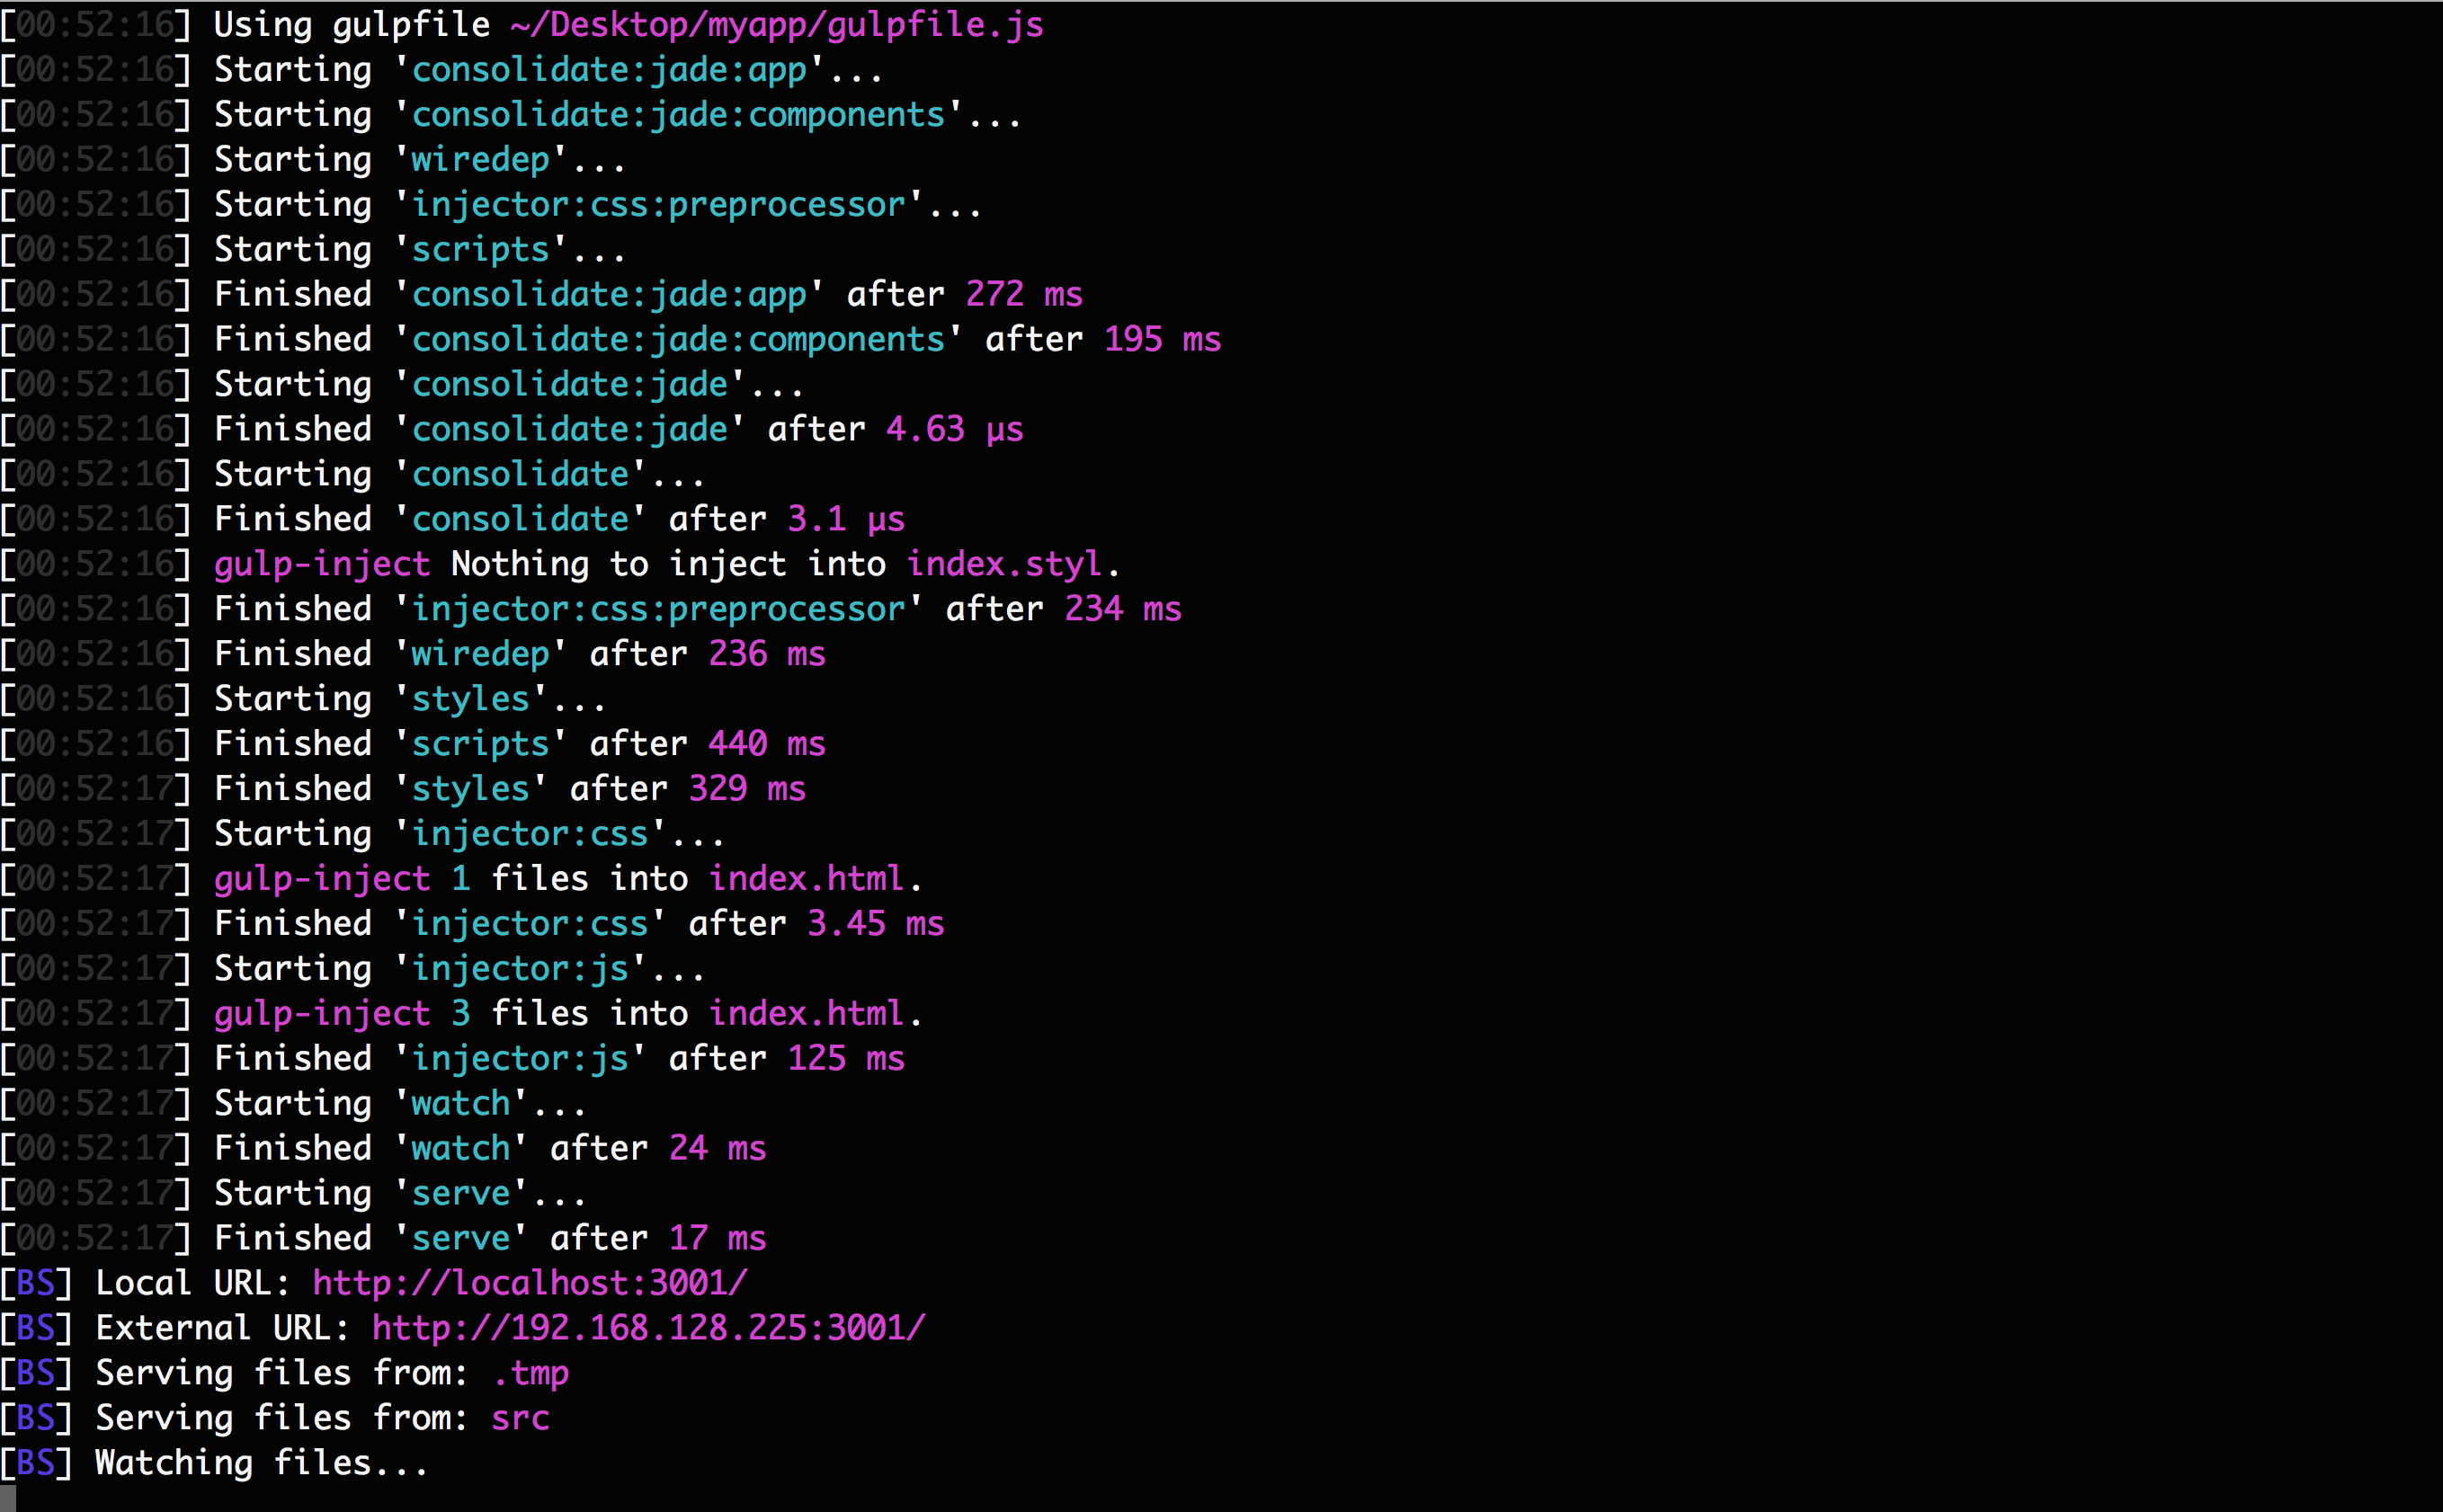 [00:52:16] Using gulpfile ~/Desktop/myapp/gulpfile.js
[00:52:16] Starting 'consolidate:jade:app'...
[00:52:16] Starting 'consolidate:jade:components'...
[00:52:16] Starting 'wiredep'...
[00:52:16] Starting 'injector:css:preprocessor'...
[00:52:16] Starting 'scripts'...
[00:52:16] Finished 'consolidate:jade:app' after 272 ms
[00:52:16] Finished 'consolidate:jade:components' after 195 ms
[00:52:16] Starting 'consolidate:jade'...
[00:52:16] Finished 'consolidate:jade' after 4.63 μs
[00:52:16] Starting 'consolidate'...
[00:52:16] Finished 'consolidate' after 3.1 μs
[00:52:16] gulp-inject Nothing to inject into index.styl.
[00:52:16] Finished 'injector:css:preprocessor' after 234 ms
[00:52:16] Finished 'wiredep' after 236 ms
[00:52:16] Starting 'styles'...
[00:52:16] Finished 'scripts' after 440 ms
[00:52:17] Finished 'styles' after 329 ms
[00:52:17] Starting 'injector:css'...
[00:52:17] gulp-inject 1 files into index.html.
[00:52:17] Finished 'injector:css' after 3.45 ms
[00:52:17] Starting 'injector:js'...
[00:52:17] gulp-inject 3 files into index.html.
[00:52:17] Finished 'injector:js' after 125 ms
[00:52:17] Starting 'watch'...
[00:52:17] Finished 'watch' after 24 ms
[00:52:17] Starting 'serve'...
[00:52:17] Finished 'serve' after 17 ms
[BS] Local URL: http://localhost:3001/
[BS] External URL: http://192.168.128.225:3001/
[BS] Serving files from: .tmp
[BS] Serving files from: src
[BS] Watching files...